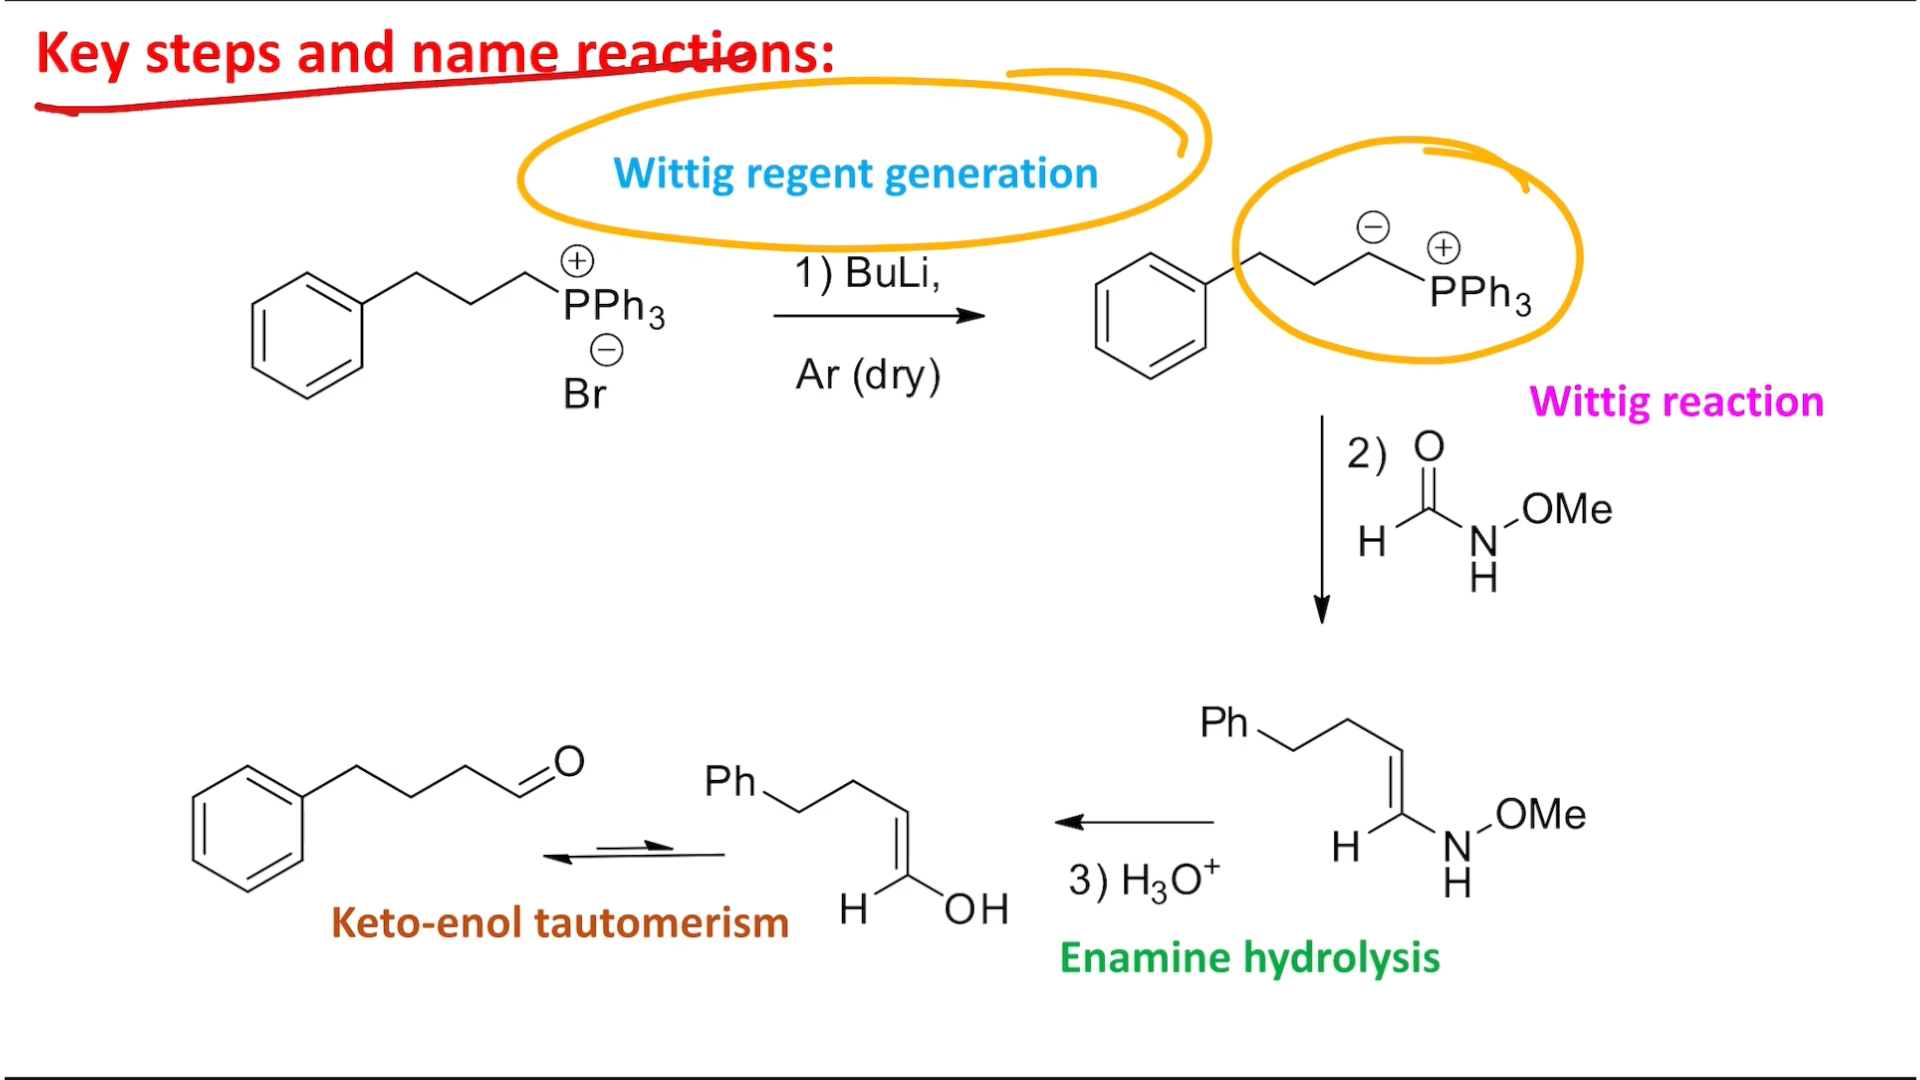 Key steps and name reactions:
Wittig regent generation
⊕
PPh3
⊖
Br
1) BuLi,
Ar (dry)
⊖
⊕
PPh3
Wittig reaction
2) O
H N OMe
H
Ph
H N OMe
H
3) H3O+
Enamine hydrolysis
Ph
H OH
O
Keto-enol tautomerism